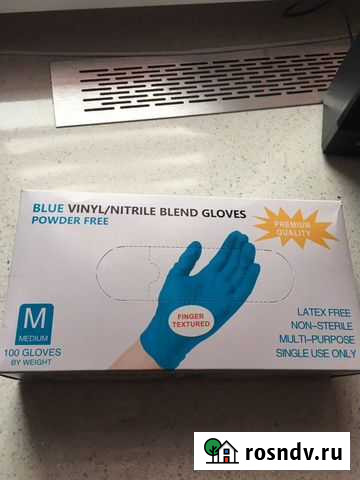 BLUE VINYL/NITRILE BLEND GLOVES
POWDER FREE
PREMIUM
QUALITY
FINGER
TEXTURED
M
MEDIUM
100 GLOVES
BY WEIGHT
LATEX FREE
NON-STERILE
MULTI-PURPOSE
SINGLE USE ONLY
rosndv.ru